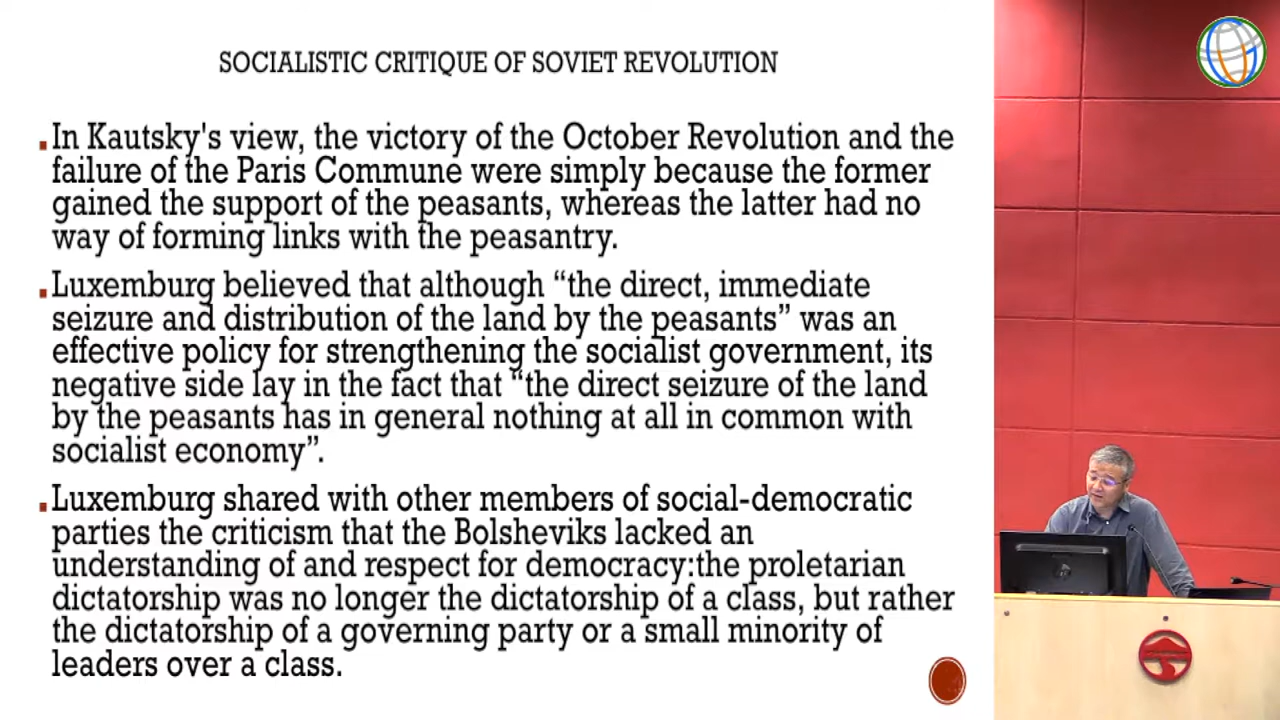 SOCIALISTIC CRITIQUE OF SOVIET REVOLUTION
In Kautsky's view, the victory of the October Revolution and the
failure of the Paris Commune were simply because the former
gained the support of the peasants, whereas the latter had no
way of forming links with the peasantry.
Luxemburg believed that although “the direct, immediate
seizure and distribution of the land by the peasants” was an
effective policy for strengthening the socialist government, its
negative side lay in the fact that “the direct seizure of the land
by the peasants has in general nothing at all in common with
socialist economy”.
Luxemburg shared with other members of social-democratic
parties the criticism that the Bolsheviks lacked an
understanding of and respect for democracy:the proletarian
dictatorship was no longer the dictatorship of a class, but rather
the dictatorship of a governing party or a small minority of
leaders over a class.